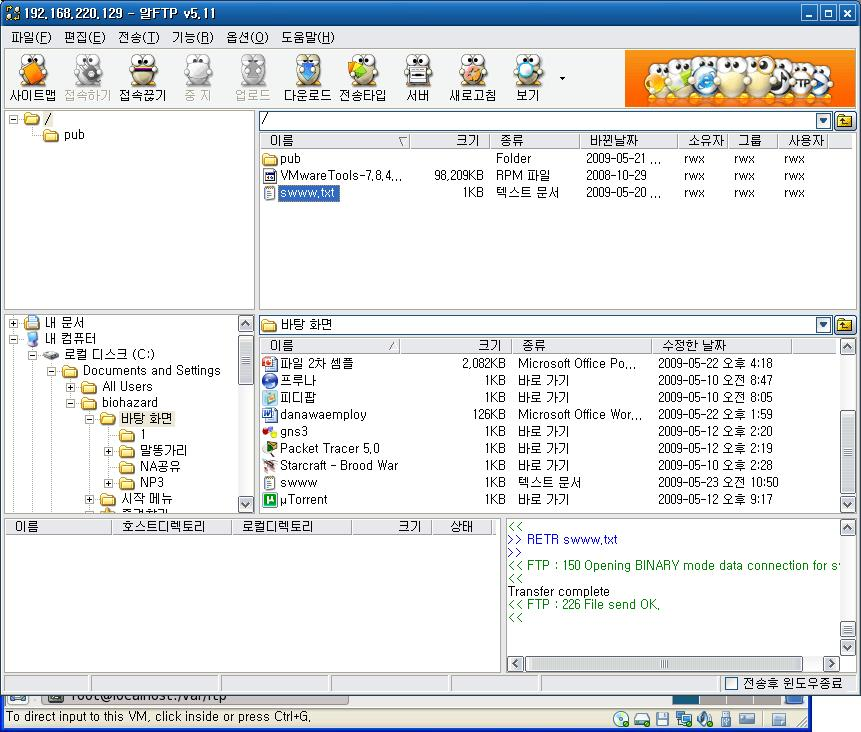 192.168.220.129 - 알FTP v5.11
파일(F) 편집(E) 전송(T) 기능(R) 옵션(O) 도움말(H)
사이트맵 접속하기 접속끊기 중 지 업로드 다운로드 전송타입 서버 새로고침 보기
/
pub
/
이름 크기 종류 바뀐날짜 소유자 그룹 사용자
pub Folder 2009-05-21 ... rwx rwx rwx
VMwareTools-7.8.4... 98,209KB RPM 파일 2008-10-29 rwx rwx rwx
swww.txt 1KB 텍스트 문서 2009-05-20 ... rwx rwx rwx
내 문서
내 컴퓨터
로컬 디스크 (C:)
Documents and Settings
All Users
biohazard
바탕 화면
1
말똥가리
NA공유
NP3
시작 메뉴
바탕 화면
이름 크기 종류 수정한 날짜
파일 2차 셈플 2,082KB Microsoft Office Po... 2009-05-22 오후 4:18
프루나 1KB 바로 가기 2009-05-10 오전 8:47
피디팝 1KB 바로 가기 2009-05-10 오후 8:05
danawaemploy 126KB Microsoft Office Wor... 2009-05-22 오후 1:59
gns3 1KB 바로 가기 2009-05-12 오후 2:20
Packet Tracer 5.0 1KB 바로 가기 2009-05-12 오후 2:19
Starcraft - Brood War 1KB 바로 가기 2009-05-10 오후 2:28
swww 1KB 텍스트 문서 2009-05-23 오전 10:50
µTorrent 1KB 바로 가기 2009-05-12 오후 9:17
이름 호스트디렉토리 로컬디렉토리 크기 상태
<<
>> RETR swww.txt
>>
<< FTP : 150 Opening BINARY mode data connection for s
<<
Transfer complete
<< FTP : 226 File send OK.
<<
전송후 윈도우종료
root@localhost:/var/ftp
To direct input to this VM, click inside or press Ctrl+G.